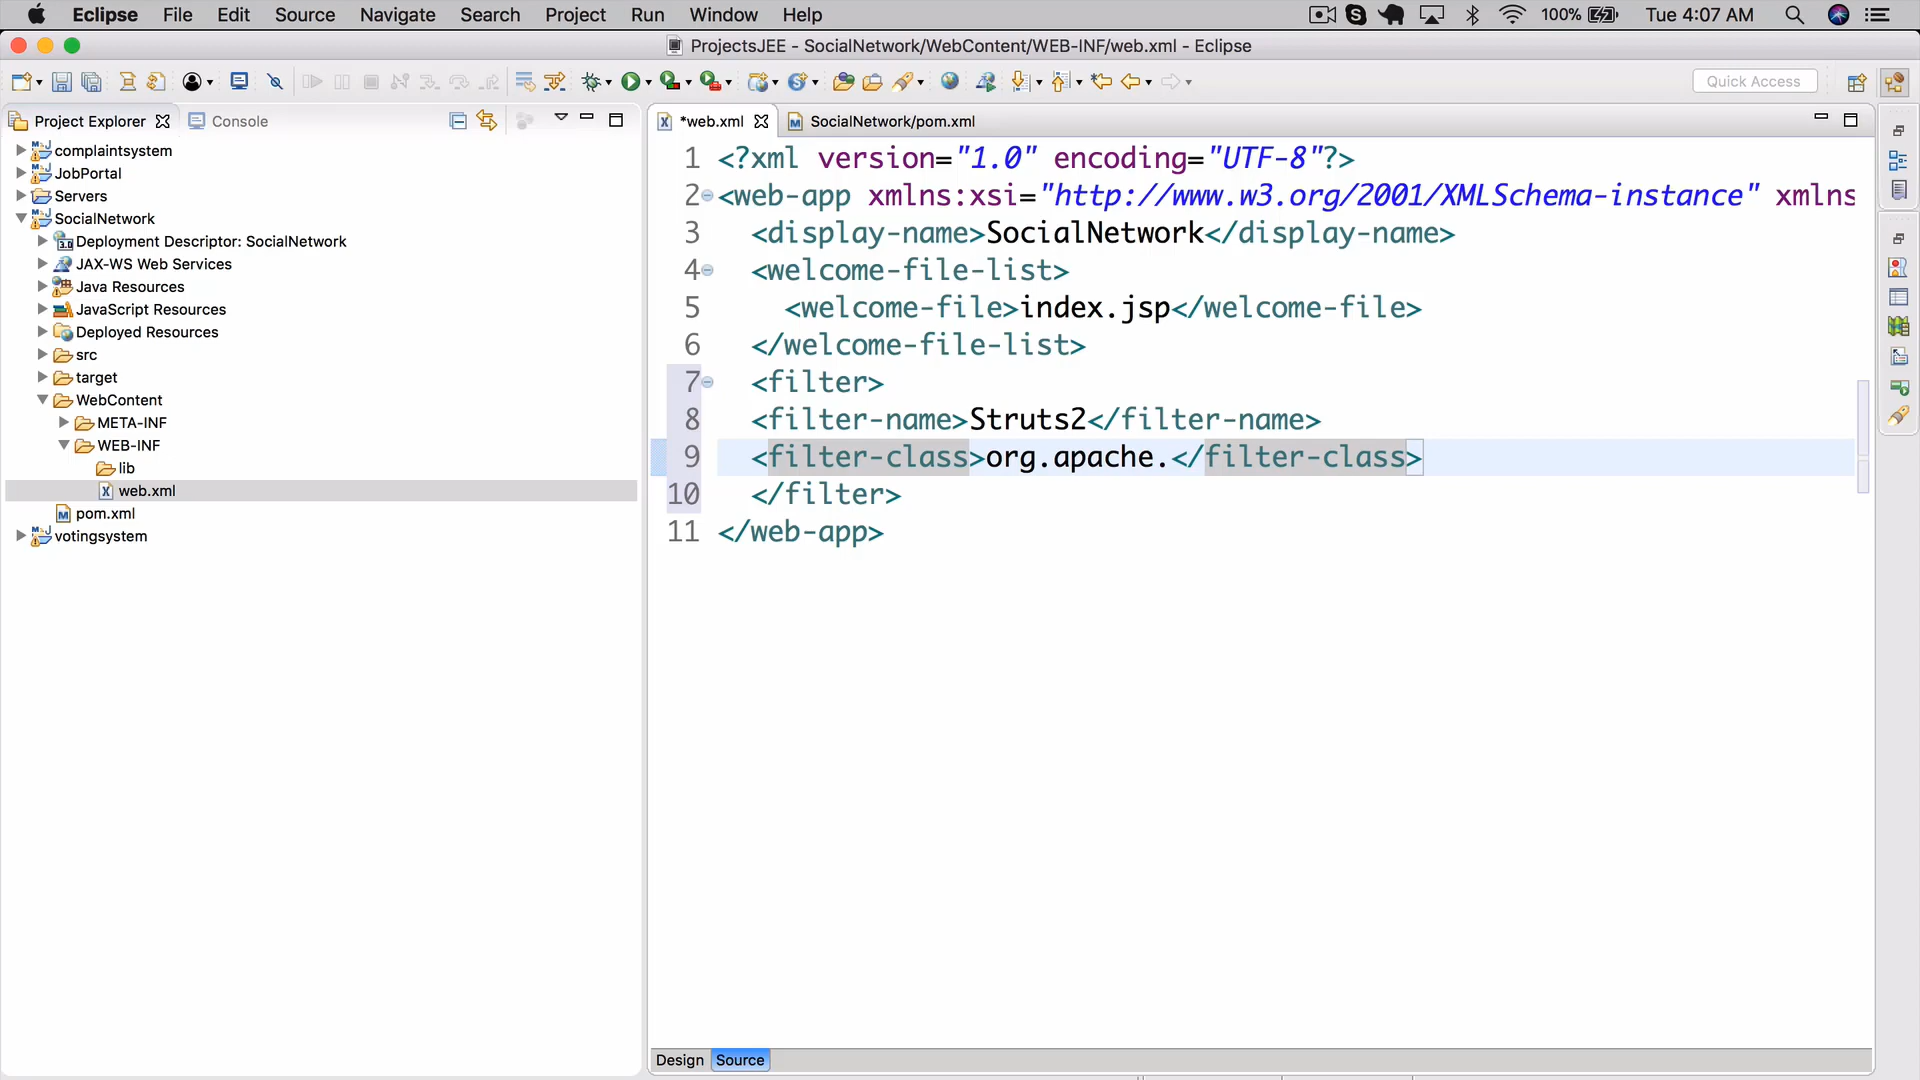 Eclipse File Edit Source Navigate Search Project Run Window Help 100% Tue 4:07 AM
ProjectsJEE - SocialNetwork/WebContent/WEB-INF/web.xml - Eclipse
Quick Access
Project Explorer Console
complaintsystem
JobPortal
Servers
SocialNetwork
Deployment Descriptor: SocialNetwork
JAX-WS Web Services
Java Resources
JavaScript Resources
Deployed Resources
src
target
WebContent
META-INF
WEB-INF
lib
web.xml
pom.xml
votingsystem
*web.xml SocialNetwork/pom.xml
1 <?xml version="1.0" encoding="UTF-8"?>
2 <web-app xmlns:xsi="http://www.w3.org/2001/XMLSchema-instance" xmlns
3 <display-name>SocialNetwork</display-name>
4 <welcome-file-list>
5 <welcome-file>index.jsp</welcome-file>
6 </welcome-file-list>
7 <filter>
8 <filter-name>Struts2</filter-name>
9 <filter-class>org.apache.</filter-class>
10 </filter>
11 </web-app>
Design Source